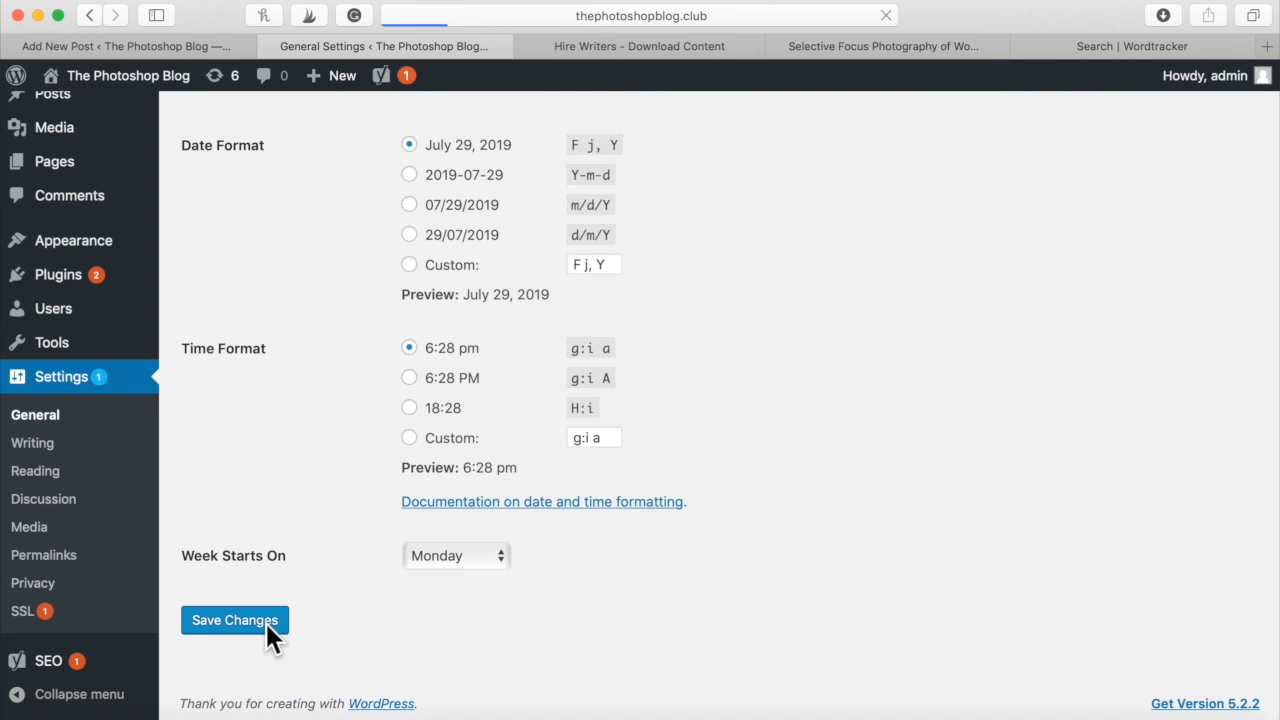 thephotoshopblog.club
Add New Post ‹ The Photoshop Blog —...
General Settings ‹ The Photoshop Blog...
Hire Writers - Download Content
Selective Focus Photography of Wo...
Search | Wordtracker
The Photoshop Blog 6 0 New 1 Howdy, admin
Posts
Media
Pages
Comments
Appearance
Plugins 2
Users
Tools
Settings 1
General
Writing
Reading
Discussion
Media
Permalinks
Privacy
SSL 1
SEO 1
Collapse menu
Date Format
July 29, 2019 F j, Y
2019-07-29 Y-m-d
07/29/2019 m/d/Y
29/07/2019 d/m/Y
Custom: F j, Y
Preview: July 29, 2019
Time Format
6:28 pm g:i a
6:28 PM g:i A
18:28 H:i
Custom: g:i a
Preview: 6:28 pm
Documentation on date and time formatting.
Week Starts On Monday
Save Changes
Thank you for creating with WordPress.
Get Version 5.2.2